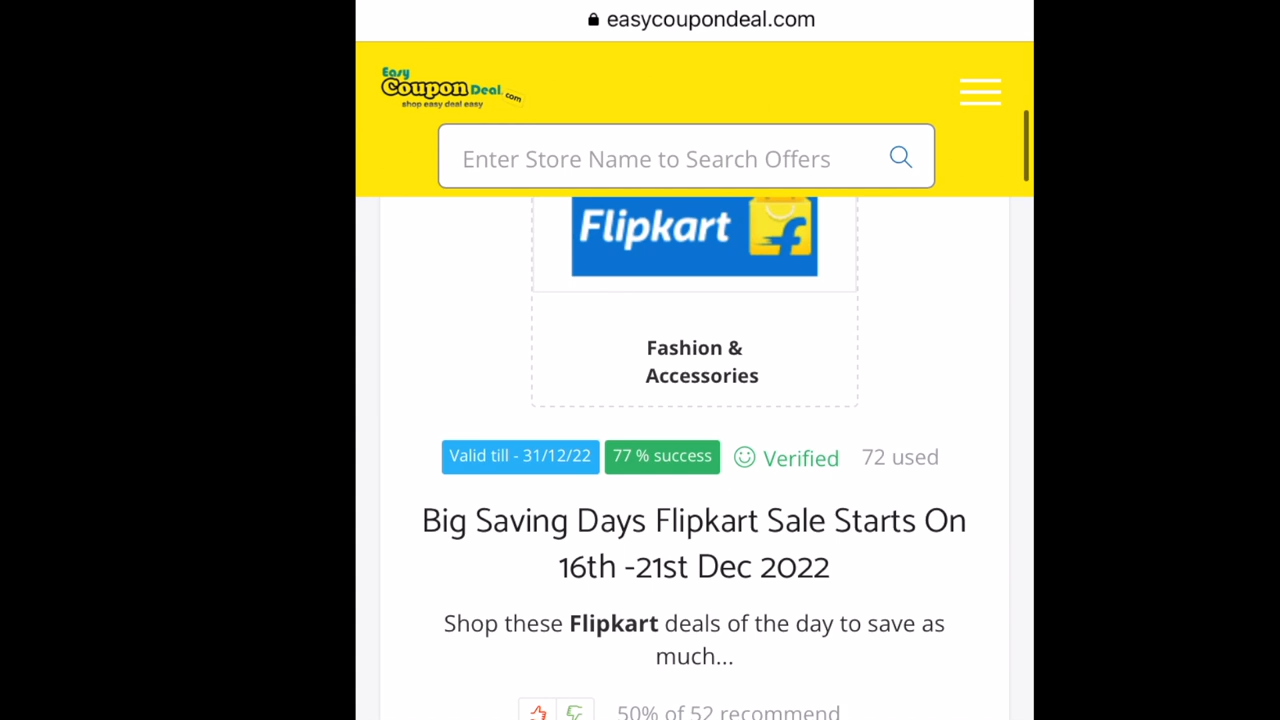 easycoupondeal.com
Easy
Coupon Deal.com
shop easy deal easy
Enter Store Name to Search Offers
Flipkart
Fashion &
Accessories
Valid till - 31/12/22 77 % success Verified 72 used
Big Saving Days Flipkart Sale Starts On
16th -21st Dec 2022
Shop these Flipkart deals of the day to save as
much...
50% of 52 recommend